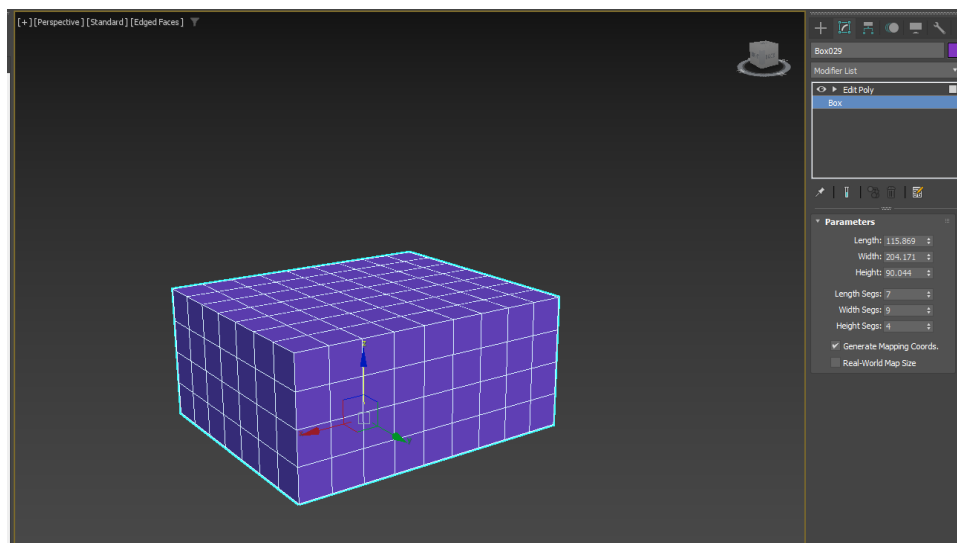 [+] [Perspective] [Standard] [Edged Faces]
Box029
Modifier List
Edit Poly
Box
Parameters
Length: 115.869
Width: 204.171
Height: 90.044
Length Segs: 7
Width Segs: 9
Height Segs: 4
Generate Mapping Coords.
Real-World Map Size